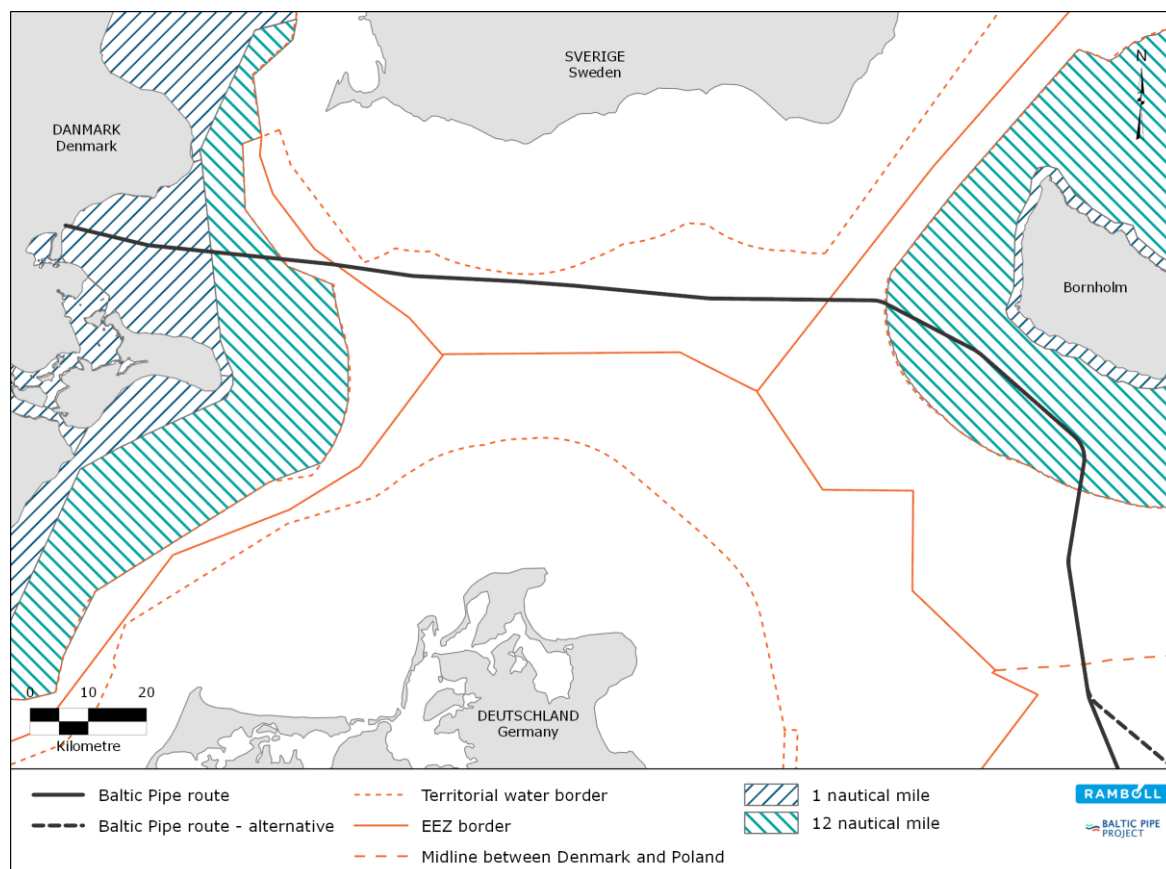 SVERIGE
Sweden
N
DANMARK
Denmark
Bornholm
0 10 20
Kilometre
DEUTSCHLAND
Germany
Baltic Pipe route
Baltic Pipe route - alternative
Territorial water border
EEZ border
Midline between Denmark and Poland
1 nautical mile
12 nautical mile
RAMBOLL
BALTIC PIPE
PROJECT